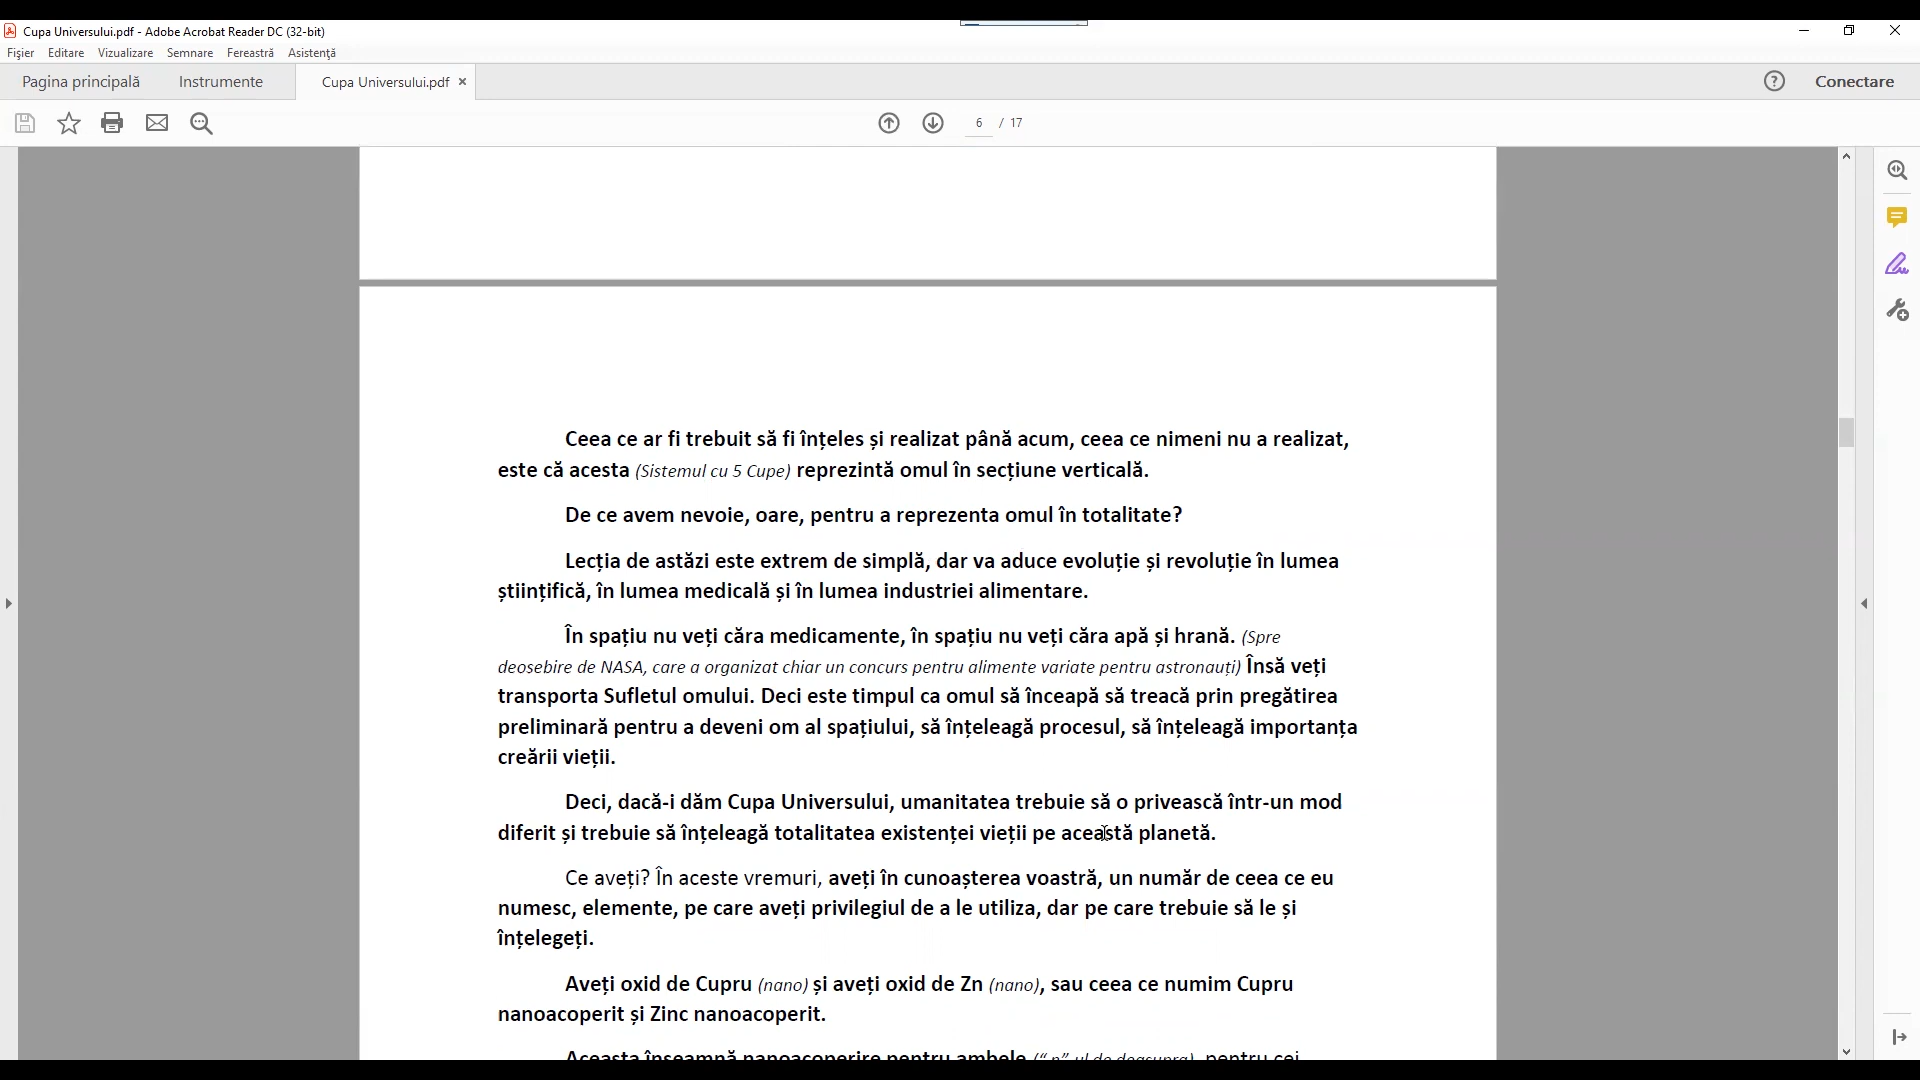 Cupa Universului.pdf - Adobe Acrobat Reader DC (32-bit)
Fișier Editare Vizualizare Semnare Fereastră Asistență
Pagina principală Instrumente Cupa Universului.pdf × Conectare
6 / 17
Ceea ce ar fi trebuit să fi înțeles și realizat până acum, ceea ce nimeni nu a realizat,
este că acesta (Sistemul cu 5 Cupe) reprezintă omul în secțiune verticală.
De ce avem nevoie, oare, pentru a reprezenta omul în totalitate?
Lecția de astăzi este extrem de simplă, dar va aduce evoluție și revoluție în lumea
științifică, în lumea medicală și în lumea industriei alimentare.
În spațiu nu veți căra medicamente, în spațiu nu veți căra apă și hrană. (Spre
deosebire de NASA, care a organizat chiar un concurs pentru alimente variate pentru astronauți) Însă veți
transporta Sufletul omului. Deci este timpul ca omul să înceapă să treacă prin pregătirea
preliminară pentru a deveni om al spațiului, să înțeleagă procesul, să înțeleagă importanța
creării vieții.
Deci, dacă-i dăm Cupa Universului, umanitatea trebuie să o privească într-un mod
diferit și trebuie să înțeleagă totalitatea existenței vieții pe această planetă.
Ce aveți? În aceste vremuri, aveți în cunoașterea voastră, un număr de ceea ce eu
numesc, elemente, pe care aveți privilegiul de a le utiliza, dar pe care trebuie să le și
înțelegeți.
Aveți oxid de Cupru (nano) și aveți oxid de Zn (nano), sau ceea ce numim Cupru
nanoacoperit și Zinc nanoacoperit.
Aceasta înseamnă nanoacoperire pentru ambele (“ n” ul de deasupra), pentru cei